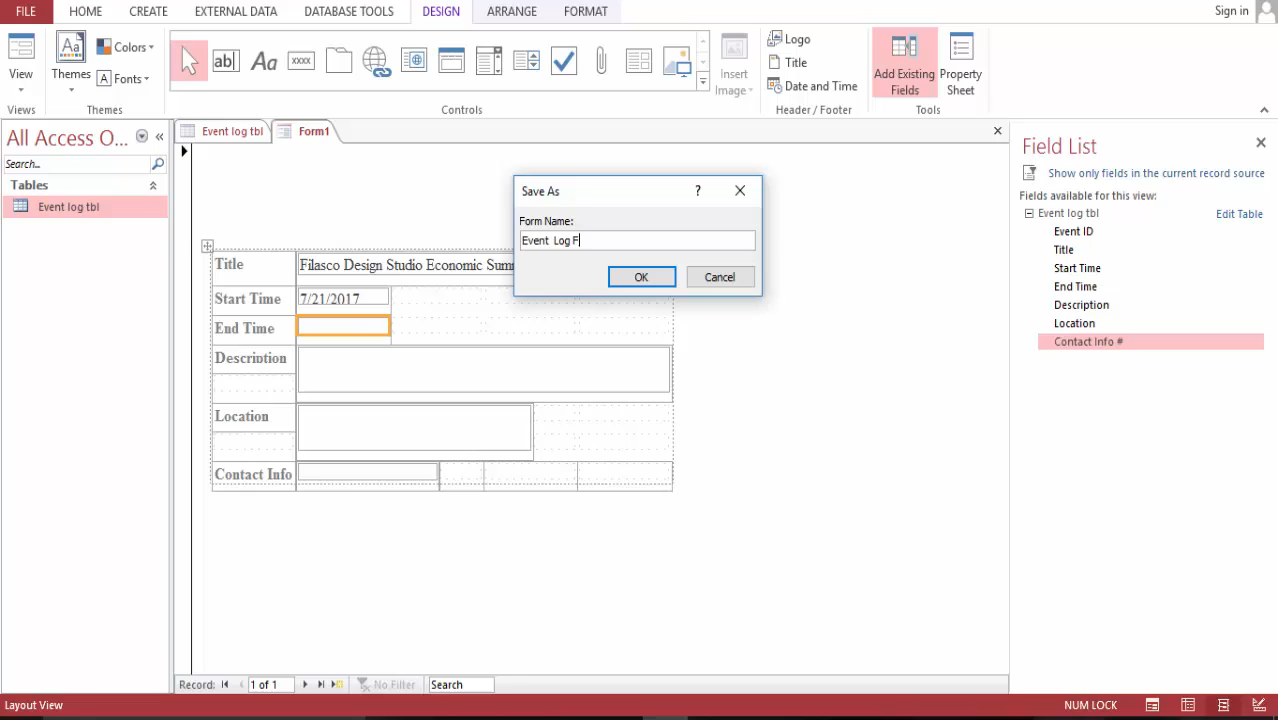 FILE HOME CREATE EXTERNAL DATA DATABASE TOOLS DESIGN ARRANGE FORMAT Sign in
View Themes Colors Fonts
ab| Aa xxxx
Insert Image
Logo
Title
Date and Time
Add Existing Fields
Property Sheet
Views Themes Controls Header / Footer Tools
All Access O...
Search...
Tables
Event log tbl
Event log tbl Form1
Save As ?
Form Name:
Event Log F
OK Cancel
Title Filasco Design Studio Economic Sum
Start Time 7/21/2017
End Time
Description
Location
Contact Info
Field List
Show only fields in the current record source
Fields available for this view:
Event log tbl Edit Table
Event ID
Title
Start Time
End Time
Description
Location
Contact Info #
Record: 1 of 1 No Filter Search
Layout View NUM LOCK